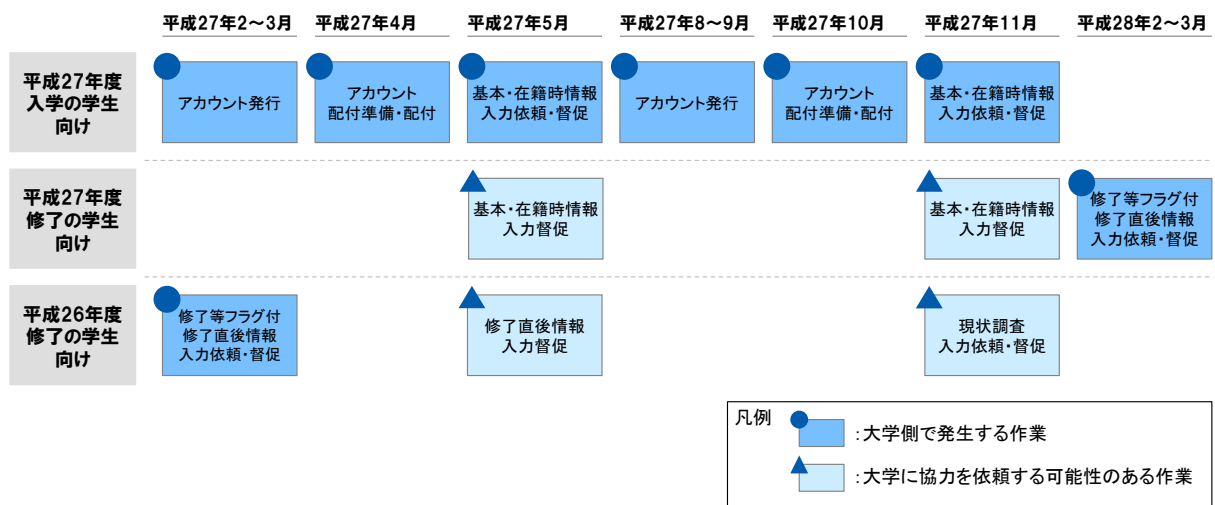 平成27年2～3月
平成27年4月
平成27年5月
平成27年8～9月
平成27年10月
平成27年11月
平成28年2～3月
平成27年度
入学の学生
向け
アカウント発行
アカウント
配付準備・配付
基本・在籍時情報
入力依頼・督促
アカウント発行
アカウント
配付準備・配付
基本・在籍時情報
入力依頼・督促
平成27年度
修了の学生
向け
基本・在籍時情報
入力督促
基本・在籍時情報
入力督促
修了等フラグ付
修了直後情報
入力依頼・督促
平成26年度
修了の学生
向け
修了等フラグ付
修了直後情報
入力依頼・督促
修了直後情報
入力督促
現状調査
入力依頼・督促
凡例
：大学側で発生する作業
：大学に協力を依頼する可能性のある作業